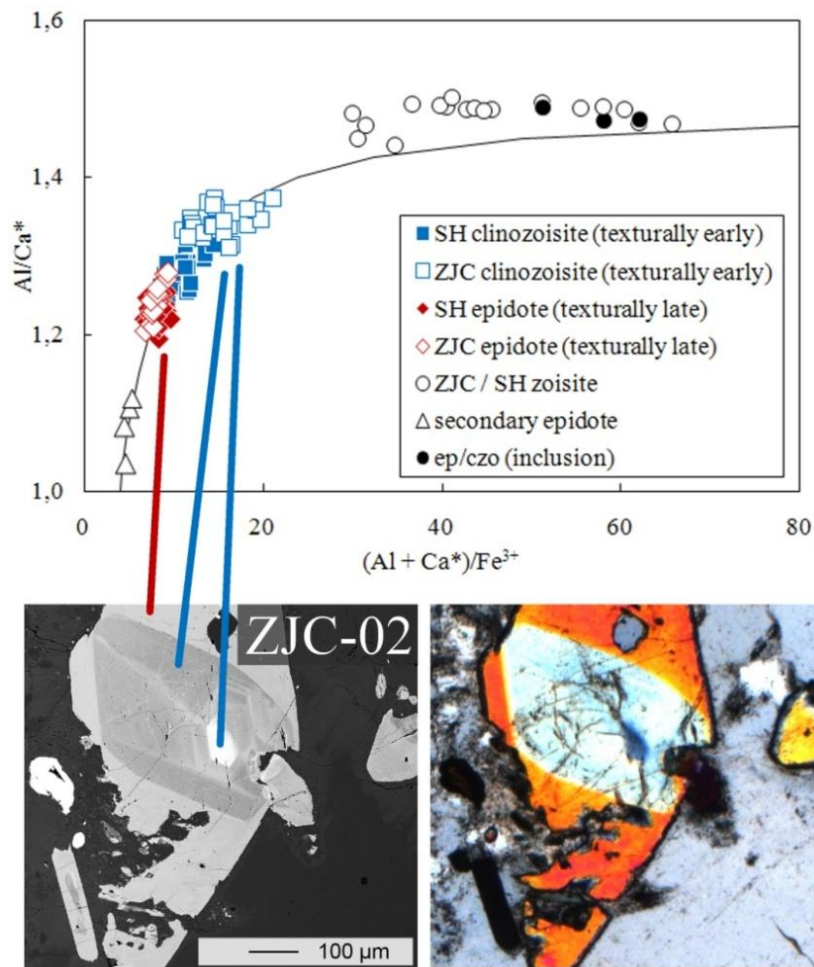 1,6
1,4
1,2
1,0
Al/Ca*
SH clinozoisite (texturally early)
ZJC clinozoisite (texturally early)
SH epidote (texturally late)
ZJC epidote (texturally late)
ZJC / SH zoisite
secondary epidote
ep/czo (inclusion)
0 20 40 60 80
(Al + Ca*)/Fe³⁺
ZJC-02
100 µm